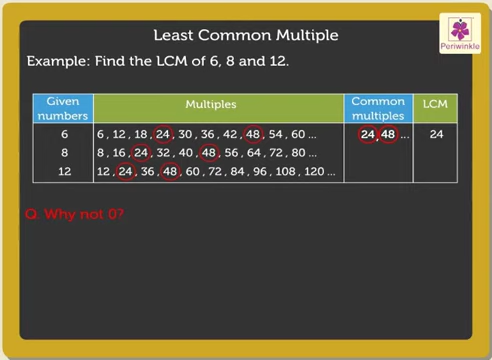 Least Common Multiple
Periwinkle
Example: Find the LCM of 6, 8 and 12.
Given numbers Multiples Common multiples LCM
6 6 , 12 , 18 , 24 , 30 , 36 , 42 , 48 , 54 , 60 ... 24, 48 ... 24
8 8 , 16 , 24 , 32 , 40 , 48 , 56 , 64 , 72 , 80 ...
12 12 , 24 , 36 , 48 , 60 , 72 , 84 , 96 , 108 , 120 ...
Q. Why not 0?